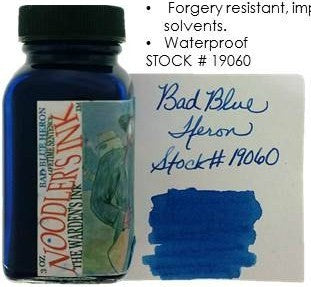 • Forgery resistant, imp
solvents.
• Waterproof
STOCK # 19060
BAD BLUE HERON
NOODLER'S INK
THE WARDEN'S INK
3 OZ.
Bad Blue
Heron
Stock# 19060